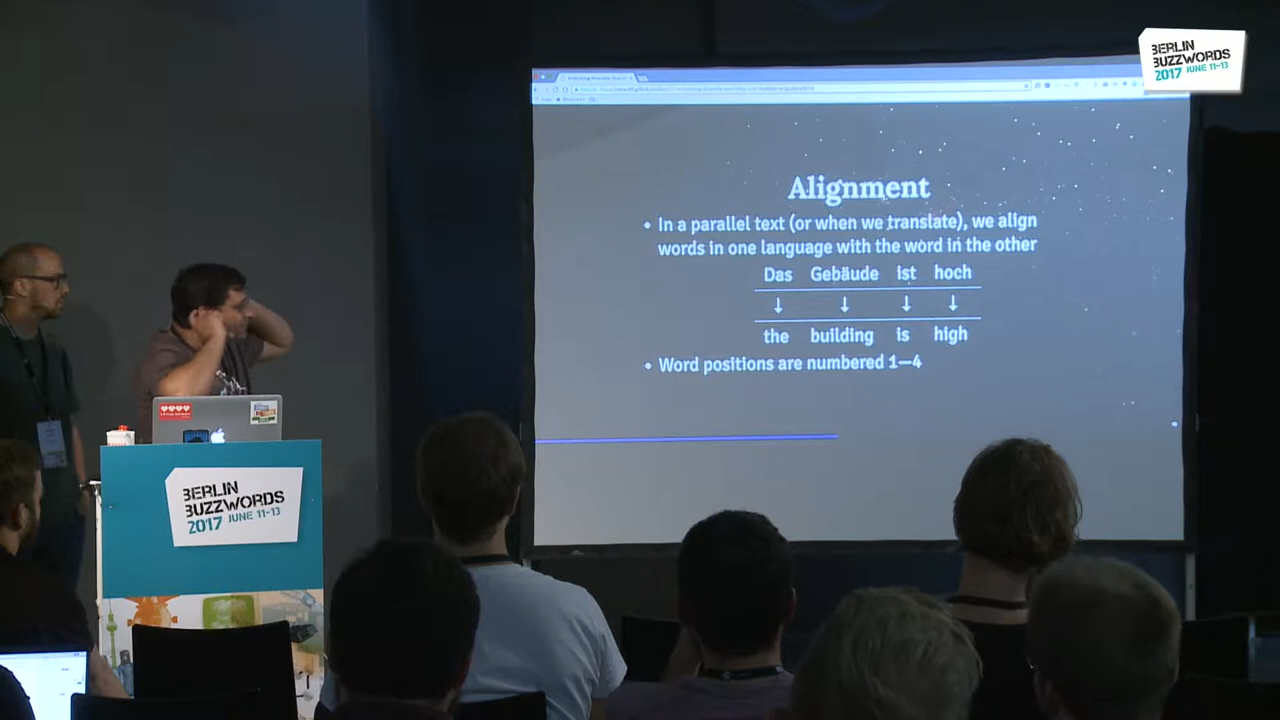 BERLIN
BUZZWORDS
2017 JUNE 11-13
Alignment
• In a parallel text (or when we translate), we align
words in one language with the word in the other
Das Gebäude ist hoch
↓ ↓ ↓ ↓
the building is high
• Word positions are numbered 1—4
BERLIN
BUZZWORDS
2017 JUNE 11-13